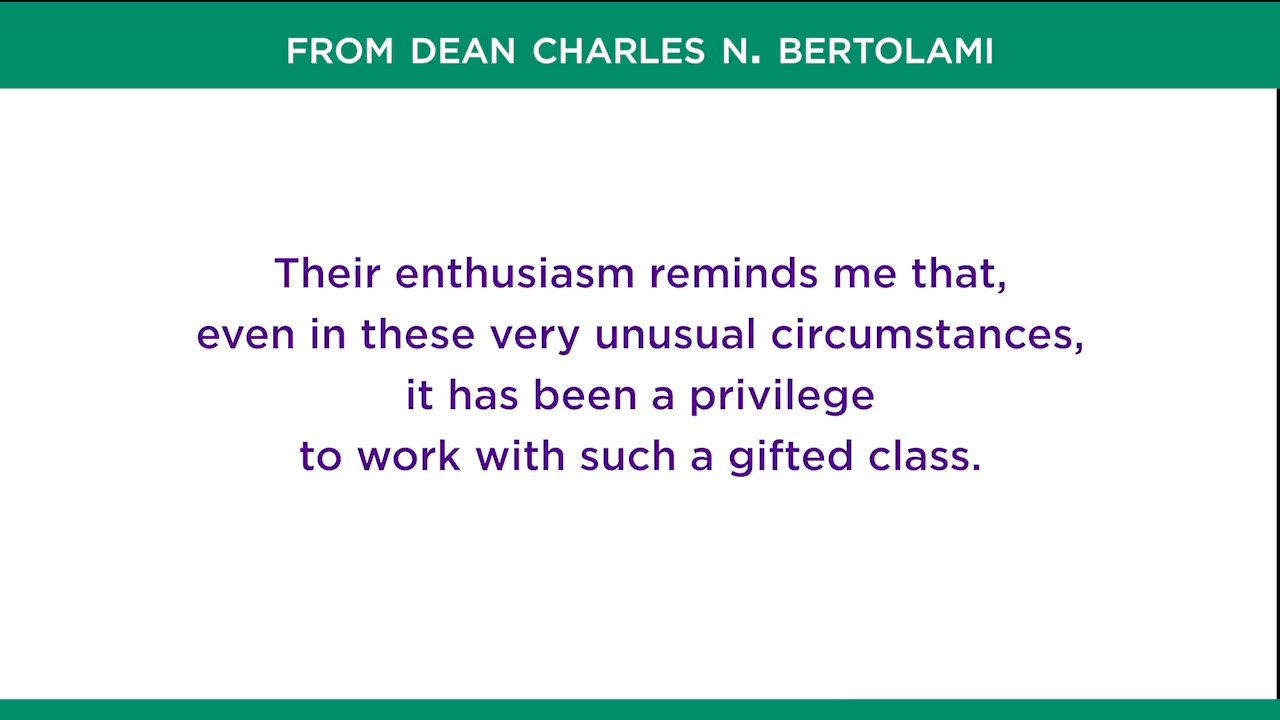 FROM DEAN CHARLES N. BERTOLAMI
Their enthusiasm reminds me that,
even in these very unusual circumstances,
it has been a privilege
to work with such a gifted class.